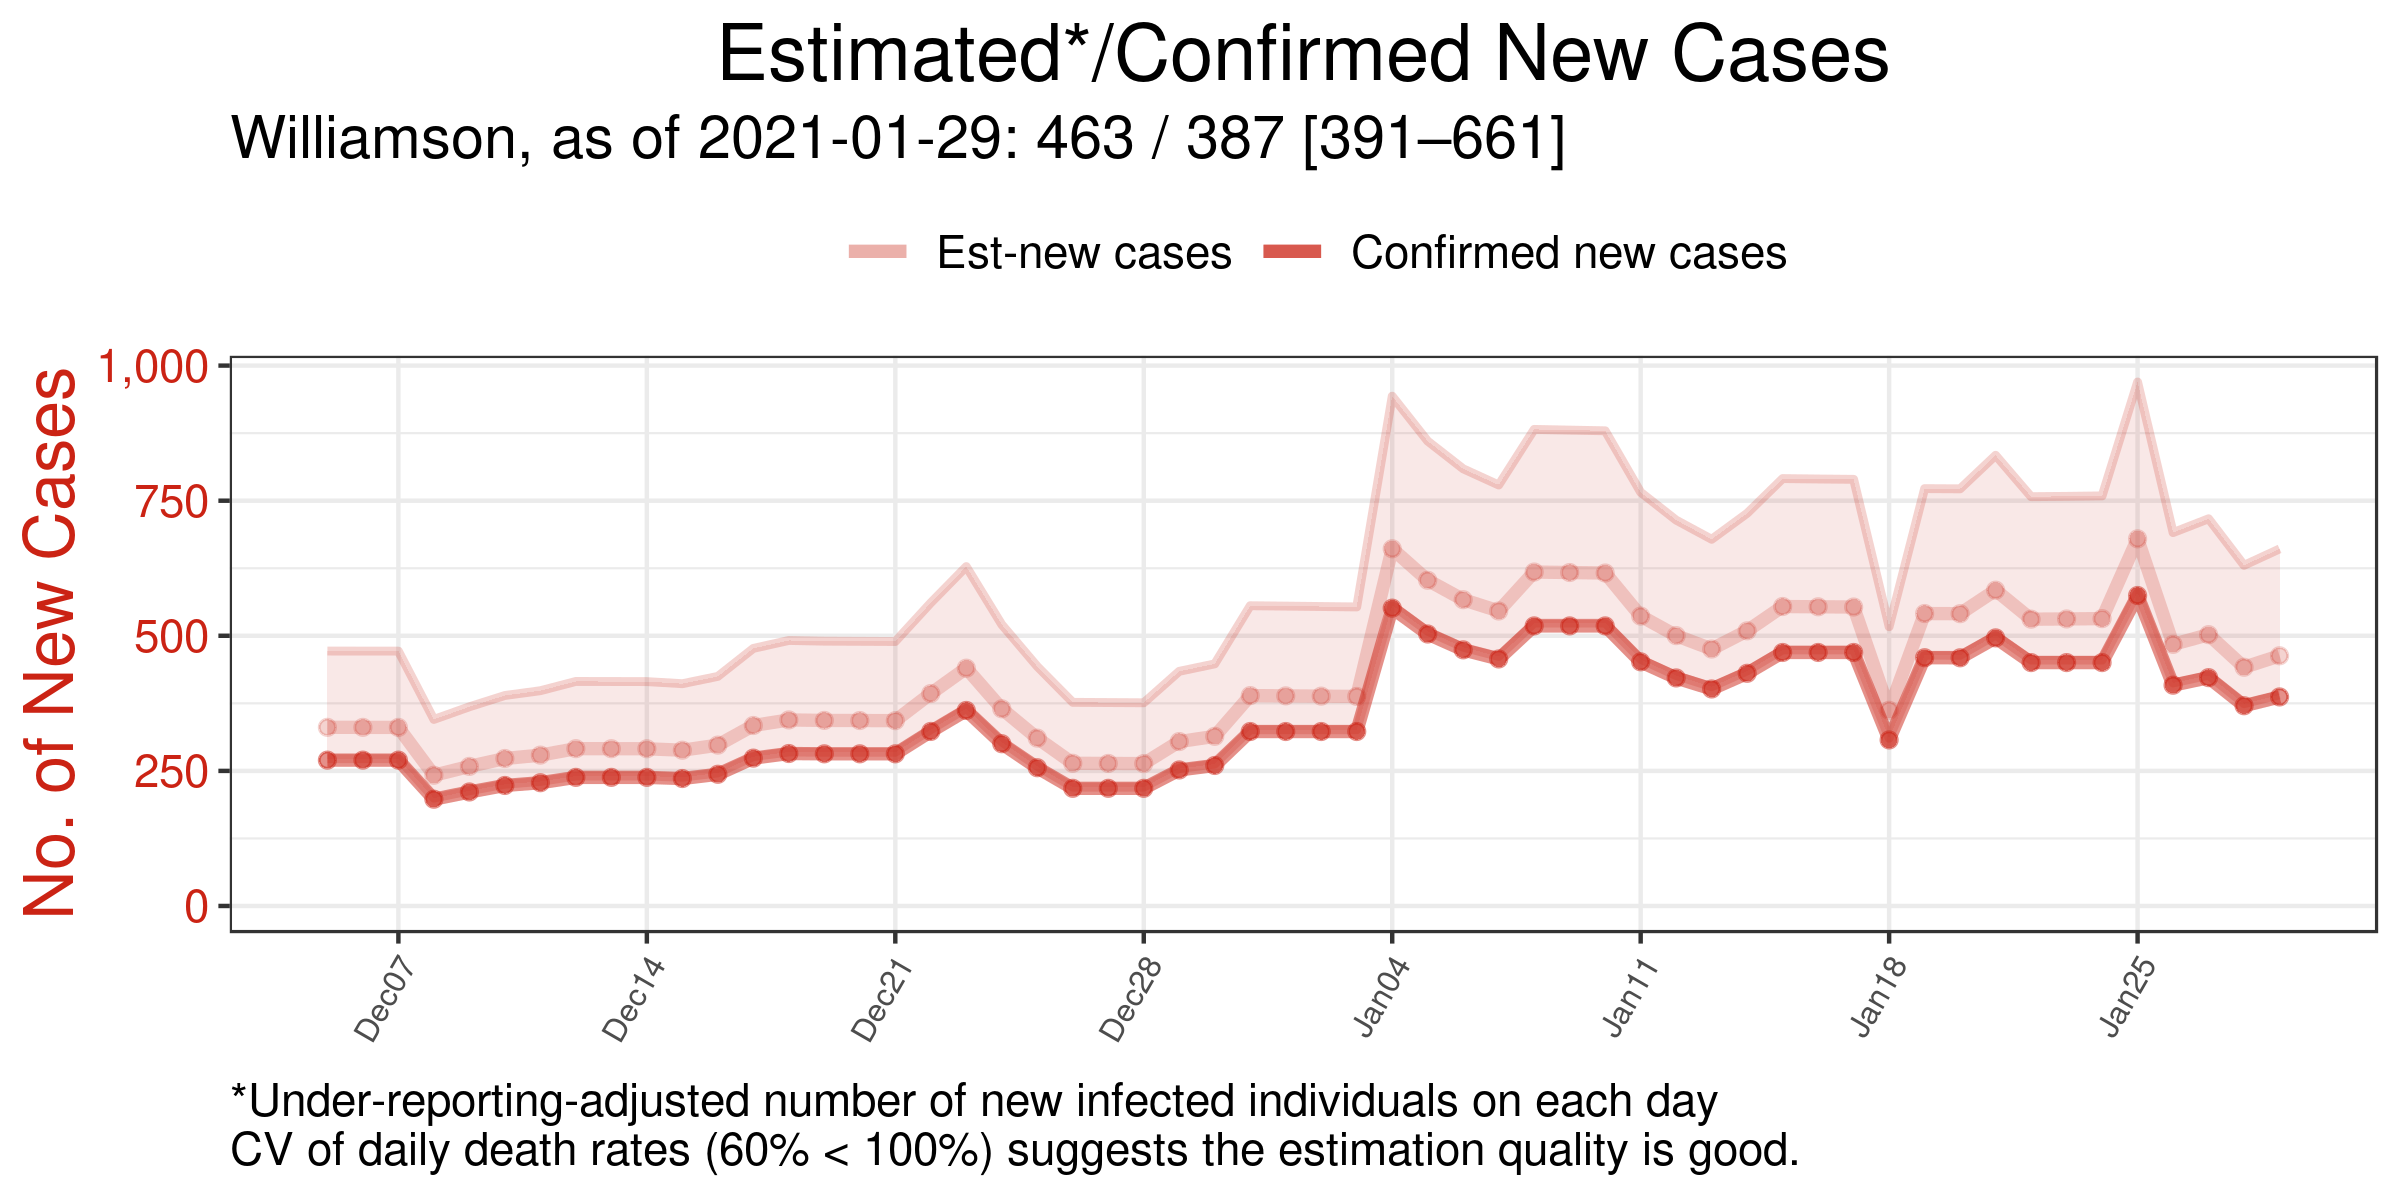 Estimated*/Confirmed New Cases
Williamson, as of 2021-01-29: 463 / 387 [391–661]
Est-new cases
Confirmed new cases
No. of New Cases
1,000
750
500
250
0
Dec07
Dec14
Dec21
Dec28
Jan04
Jan11
Jan18
Jan25
*Under-reporting-adjusted number of new infected individuals on each day
CV of daily death rates (60% < 100%) suggests the estimation quality is good.